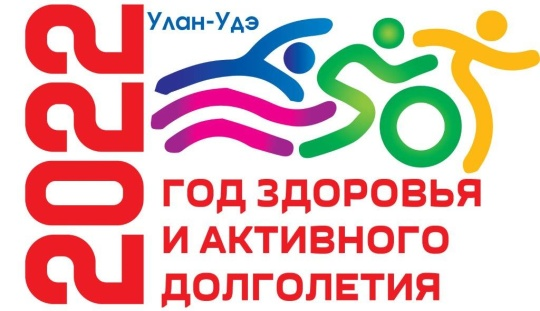 2022
Улан-Удэ
ГОД ЗДОРОВЬЯ
И АКТИВНОГО
ДОЛГОЛЕТИЯ